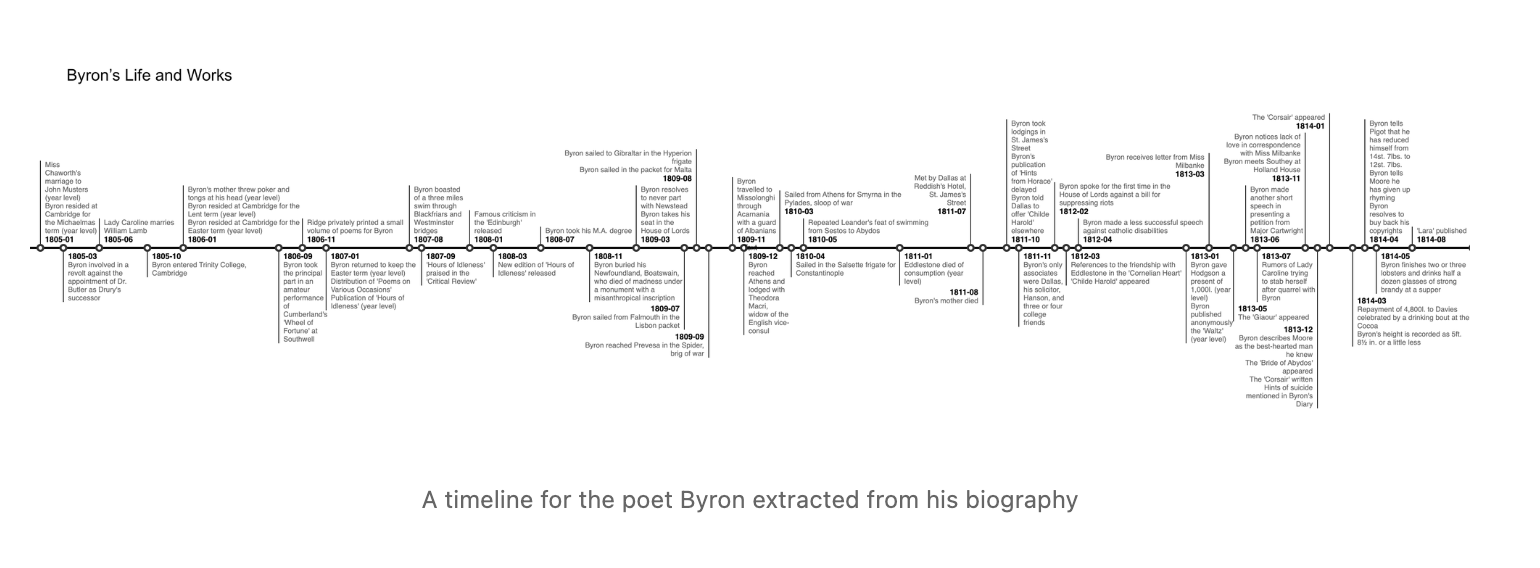 Byron's Life and Works
Miss
Chaworth's
marriage to
John Musters
(year level)
Byron resided at
Cambridge for
the Michaelmas
term (year level)
1805-01
Lady Caroline marries
William Lamb
1805-06
Byron's mother threw poker and
tongs at his head (year level)
Byron resided at Cambridge for the
Lent term (year level)
Byron resided at Cambridge for the
Easter term (year level)
1806-01
Ridge privately printed a small
volume of poems for Byron
1806-11
Byron boasted
of a three miles
swim through
Blackfriars and
Westminster
bridges
1807-08
Famous criticism in
the 'Edinburgh'
released
1808-01
Byron took his M.A. degree
1808-07
Byron sailed to Gibraltar in the Hyperion
frigate
Byron sailed in the packet for Malta
1809-08
Byron resolves
to never part
with Newstead
Byron takes his
seat in the
House of Lords
1809-03
Byron
travelled to
Missolonghi
through
Acarnania
with a guard
of Albanians
1809-11
Sailed from Athens for Smyrna in the
Pylades, sloop of war
1810-03
Repeated Leander's feat of swimming
from Sestos to Abydos
1810-05
Met by Dallas at
Reddish's Hotel,
St. James's
Street
1811-07
Byron took
lodgings in
St. James's
Street
Byron's
publication
of 'Hints
from Horace'
delayed
Byron told
Dallas to
offer 'Childe
Harold'
elsewhere
1811-10
Byron spoke for the first time in the
House of Lords against a bill for
suppressing riots
1812-02
Byron made a less successful speech
against catholic disabilities
1812-04
Byron receives letter from Miss
Milbanke
1813-03
The 'Corsair' appeared
1814-01
Byron notices lack of
love in correspondence
with Miss Milbanke
Byron meets Southey at
Holland House
1813-11
Byron made
another short
speech in
presenting a
petition from
Major Cartwright
1813-06
Byron tells
Pigot that he
has reduced
himself from
14st. 7lbs. to
12st. 7lbs.
Byron tells
Moore he
has given up
rhyming
Byron
resolves to
buy back his
copyrights
1814-04
'Lara' published
1814-08
1805-03
Byron involved in a
revolt against the
appointment of Dr.
Butler as Drury's
successor
1805-10
Byron entered Trinity College,
Cambridge
1806-09
Byron took
the principal
part in an
amateur
performance
of
Cumberland's
'Wheel of
Fortune' at
Southwell
1807-01
Byron returned to keep the
Easter term (year level)
Distribution of 'Poems on
Various Occasions'
Publication of 'Hours of
Idleness' (year level)
1807-09
'Hours of Idleness'
praised in the
'Critical Review'
1808-03
New edition of 'Hours of
Idleness' released
1808-11
Byron buried his
Newfoundland, Boatswain,
who died of madness under
a monument with a
misanthropical inscription
1809-07
Byron sailed from Falmouth in the
Lisbon packet
1809-09
Byron reached Prevesa in the Spider,
brig of war
1809-12
Byron
reached
Athens and
lodged with
Theodora
Macri,
widow of the
English vice-
consul
1810-04
Sailed in the Salsette frigate for
Constantinople
1811-01
Eddlestone died of
consumption (year
level)
1811-08
Byron's mother died
1811-11
Byron's only
associates
were Dallas,
his solicitor,
Hanson, and
three or four
college
friends
1812-03
References to the friendship with
Eddlestone in the 'Cornelian Heart'
'Childe Harold' appeared
1813-01
Byron gave
Hodgson a
present of
1,000l. (year
level)
Byron
published
anonymously
the 'Waltz'
(year level)
1813-05
The 'Giaour' appeared
1813-07
Rumors of Lady
Caroline trying
to stab herself
after quarrel with
Byron
1813-12
Byron describes Moore
as the best-hearted man
he knew
The 'Bride of Abydos'
appeared
The 'Corsair' written
Hints of suicide
mentioned in Byron's
Diary
1814-05
Byron finishes two or three
lobsters and drinks half a
dozen glasses of strong
brandy at a supper
1814-03
Repayment of 4,800l. to Davies
celebrated by a drinking bout at the
Cocoa
Byron's height is recorded as 5ft.
8½ in. or a little less
A timeline for the poet Byron extracted from his biography